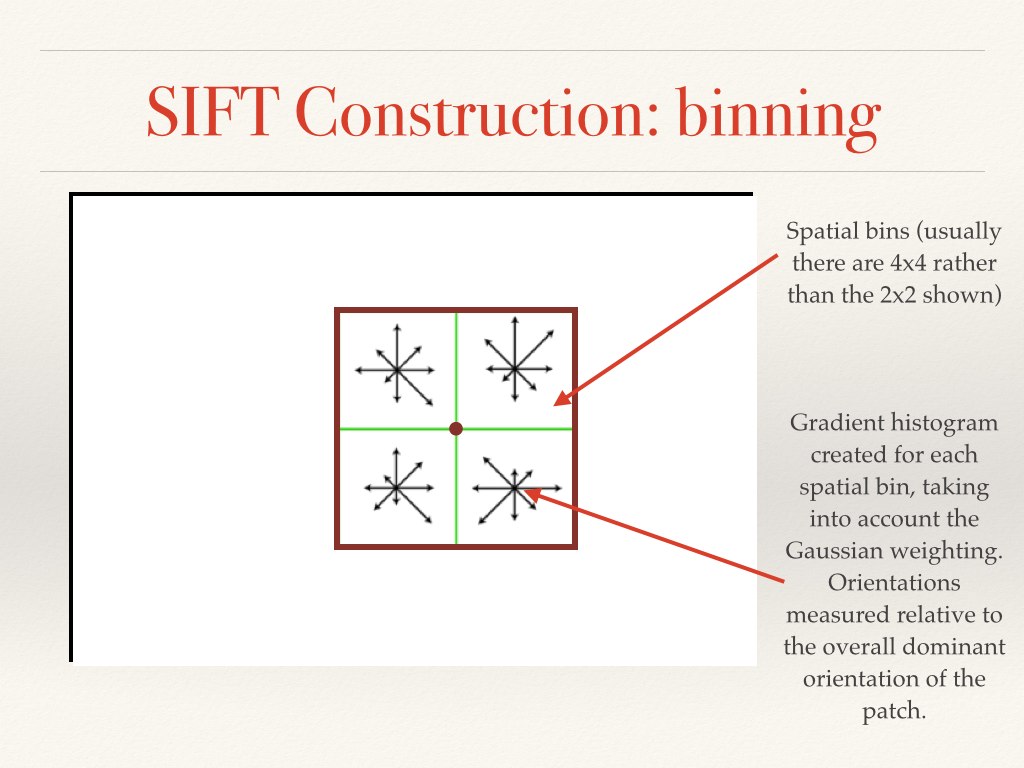 SIFT Construction: binning
Spatial bins (usually
there are 4x4 rather
than the 2x2 shown)
Gradient histogram
created for each
spatial bin, taking
into account the
Gaussian weighting.
Orientations
measured relative to
the overall dominant
orientation of the
patch.